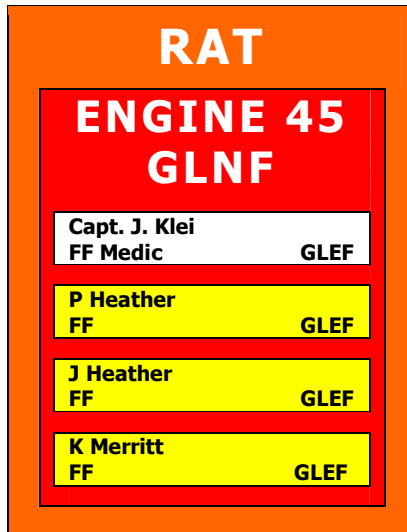 RAT
ENGINE 45
GLNF
Capt. J. Klei
FF Medic GLEF
P Heather
FF GLEF
J Heather
FF GLEF
K Merritt
FF GLEF